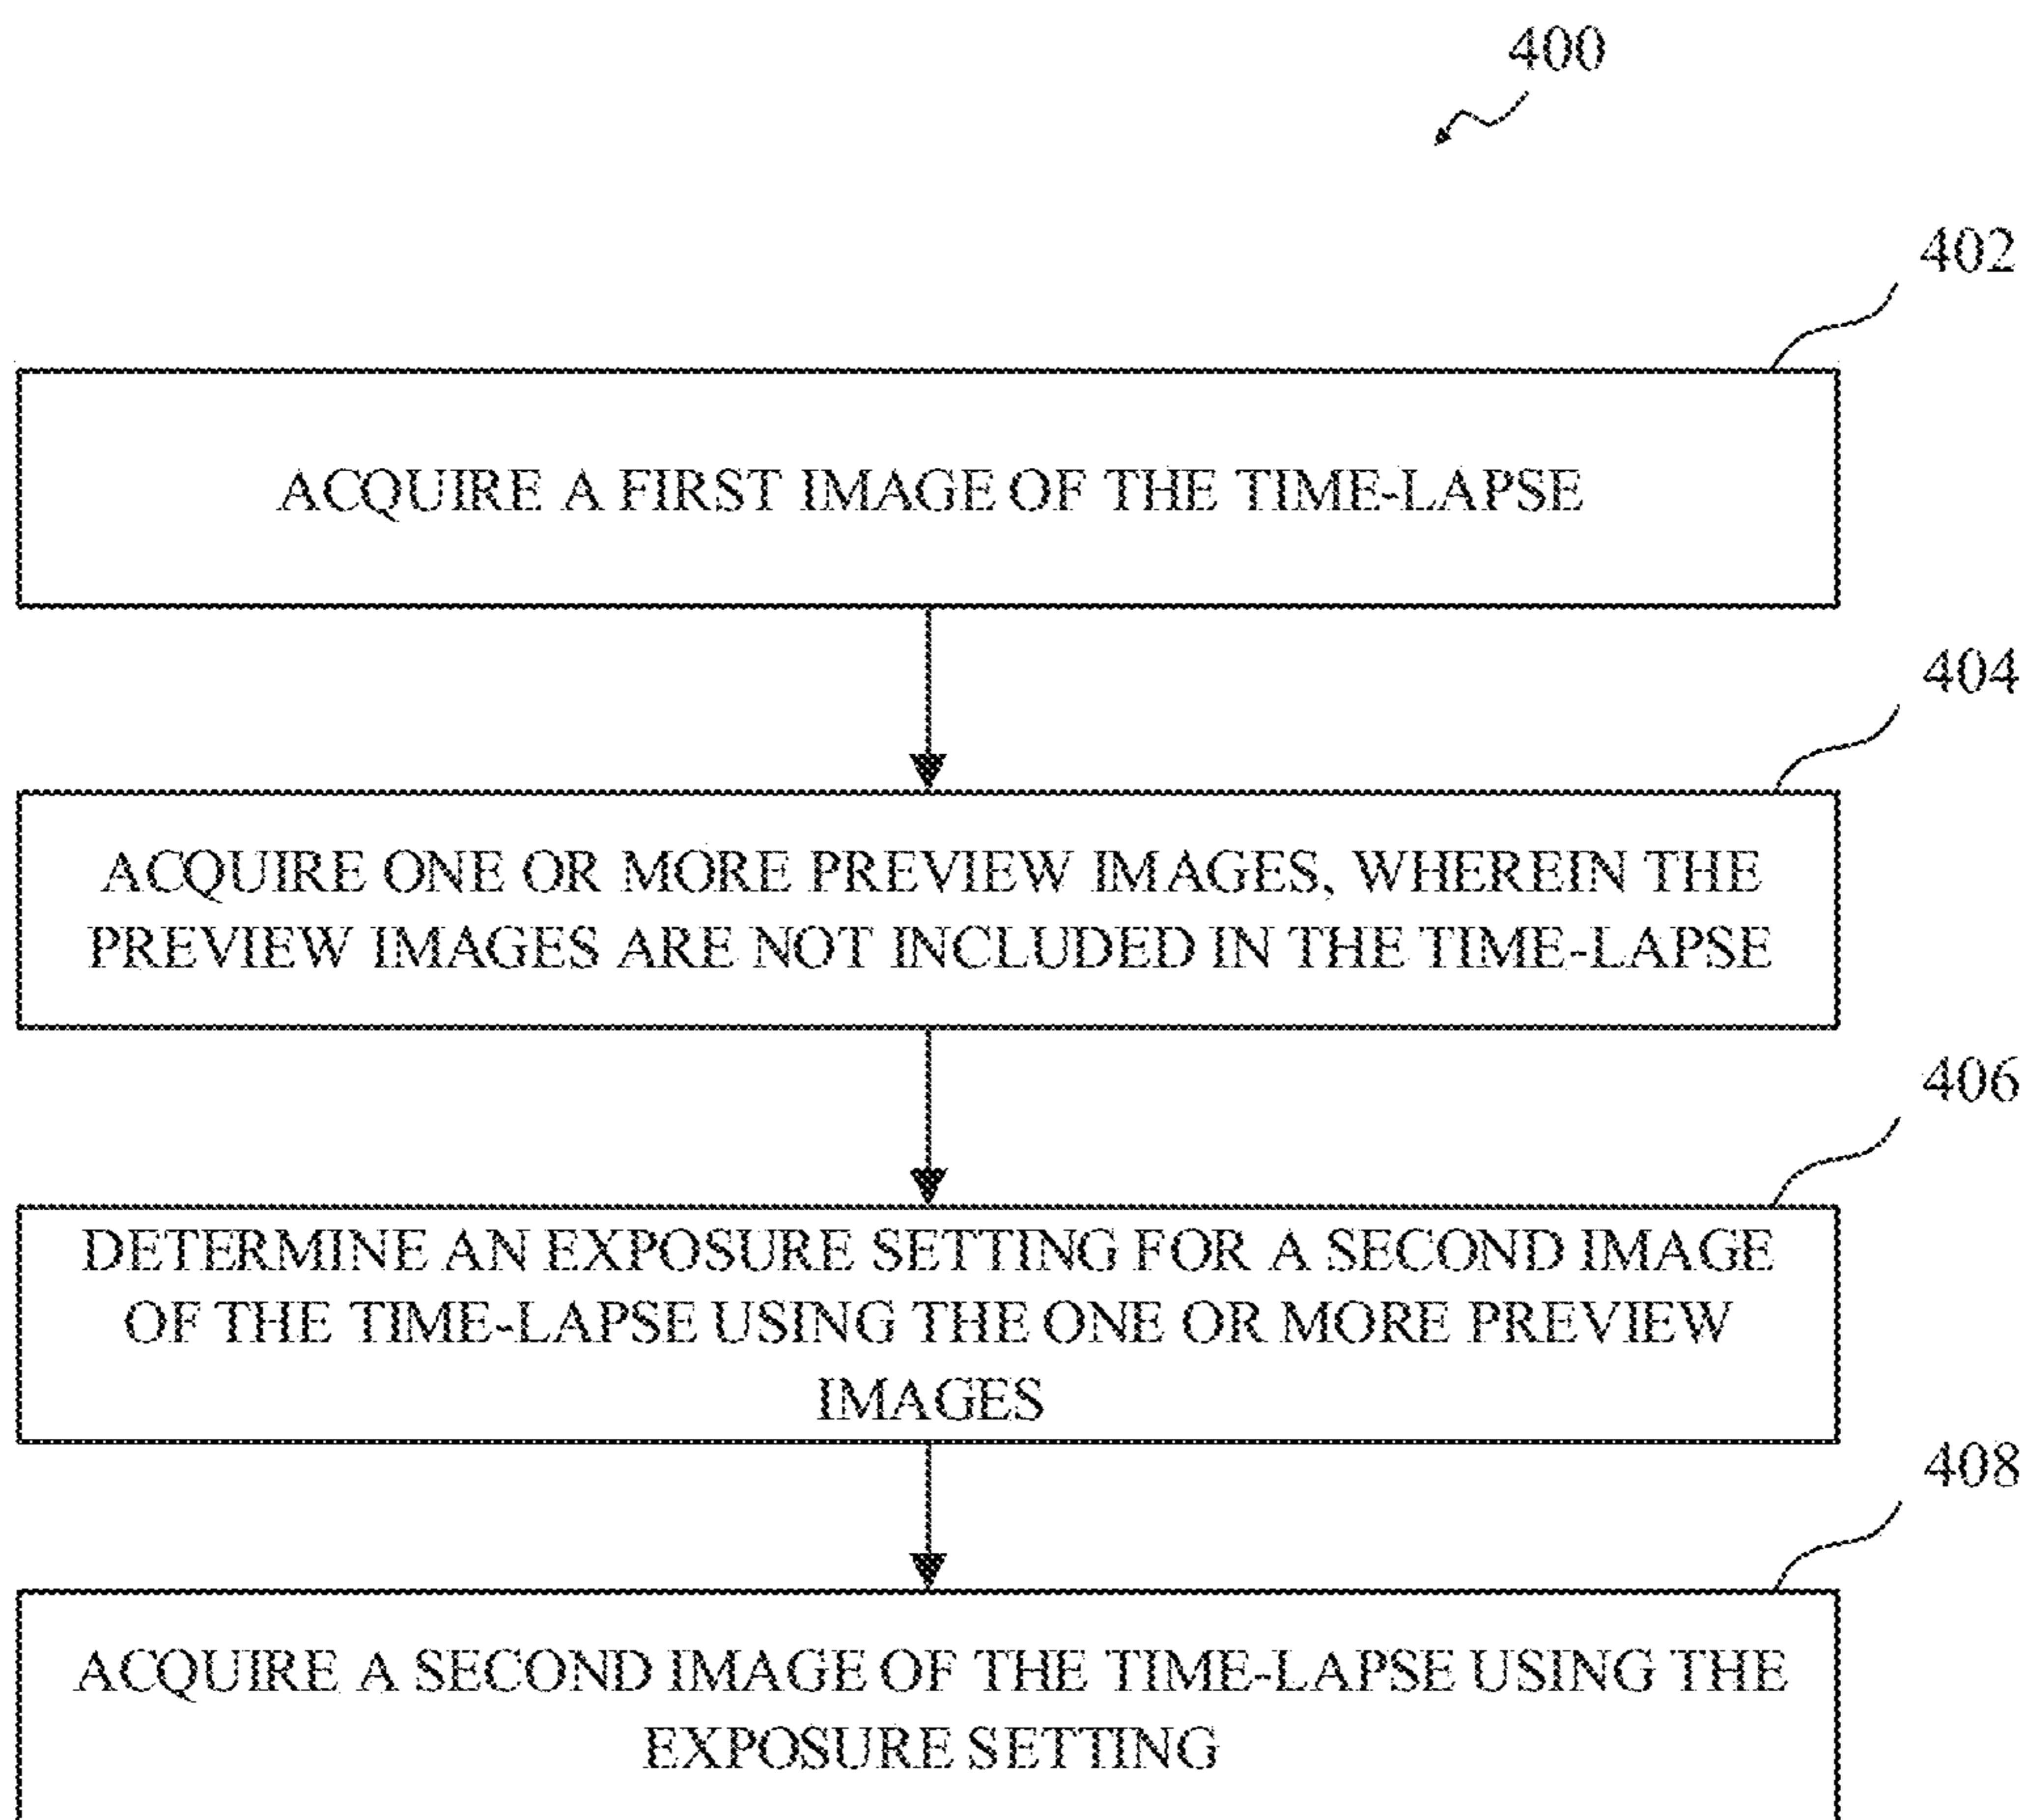 400
402
ACQUIRE A FIRST IMAGE OF THE TIME-LAPSE
404
ACQUIRE ONE OR MORE PREVIEW IMAGES, WHEREIN THE
PREVIEW IMAGES ARE NOT INCLUDED IN THE TIME-LAPSE
406
DETERMINE AN EXPOSURE SETTING FOR A SECOND IMAGE
OF THE TIME-LAPSE USING THE ONE OR MORE PREVIEW
IMAGES
408
ACQUIRE A SECOND IMAGE OF THE TIME-LAPSE USING THE
EXPOSURE SETTING